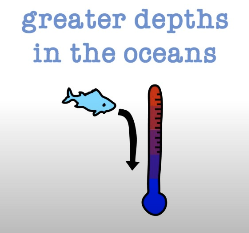 greater depths
in the oceans